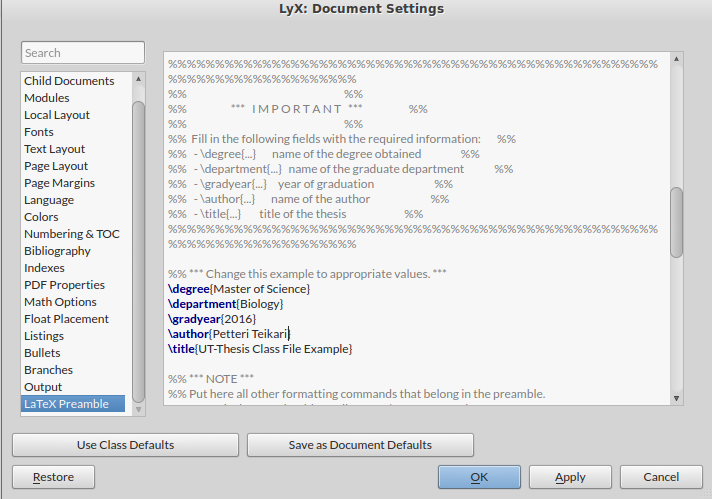 LyX: Document Settings
Search
Child Documents
Modules
Local Layout
Fonts
Text Layout
Page Layout
Page Margins
Language
Colors
Numbering & TOC
Bibliography
Indexes
PDF Properties
Math Options
Float Placement
Listings
Bullets
Branches
Output
LaTeX Preamble
%%%%%%%%%%%%%%%%%%%%%%%%%%%%%%%%%%%%%%%%%%%%%%%%%%%%
%%%%%%%%%%%%%%%%%%%%
%% %%
%% *** I M P O R T A N T *** %%
%% %%
%% Fill in the following fields with the required information: %%
%% - \degree{...} name of the degree obtained %%
%% - \department{...} name of the graduate department %%
%% - \gradyear{...} year of graduation %%
%% - \author{...} name of the author %%
%% - \title{...} title of the thesis %%
%%%%%%%%%%%%%%%%%%%%%%%%%%%%%%%%%%%%%%%%%%%%%%%%%%%%
%%%%%%%%%%%%%%%%%%%%
%% *** Change this example to appropriate values. ***
\degree{Master of Science}
\department{Biology}
\gradyear{2016}
\author{Petteri Teikari}
\title{UT-Thesis Class File Example}
%% *** NOTE ***
%% Put here all other formatting commands that belong in the preamble.
Use Class Defaults
Save as Document Defaults
Restore
OK
Apply
Cancel